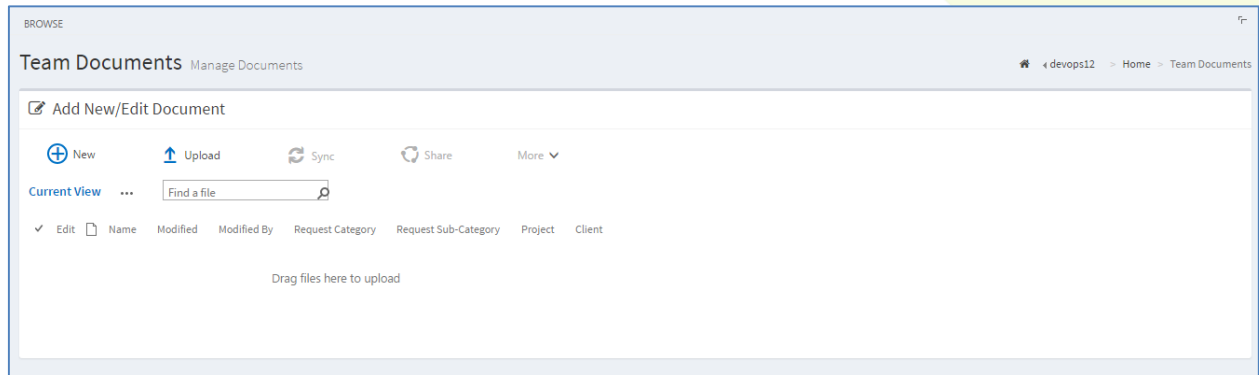 BROWSE
Team Documents Manage Documents
devops12 > Home > Team Documents
Add New/Edit Document
New Upload Sync Share More
Current View ... Find a file
Edit Name Modified Modified By Request Category Request Sub-Category Project Client
Drag files here to upload